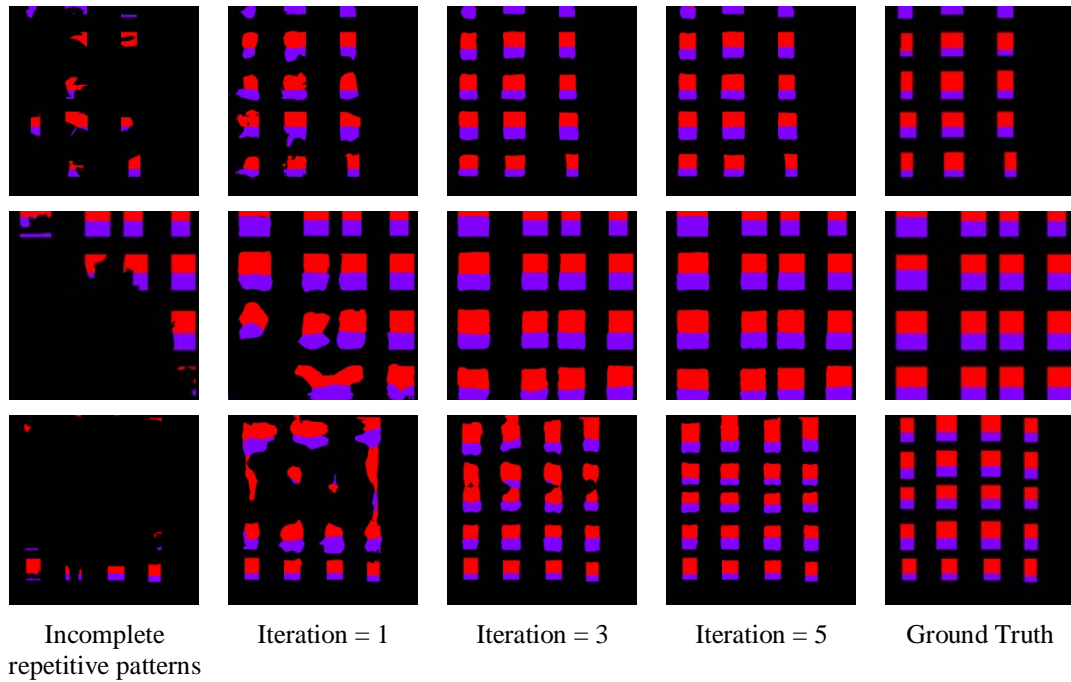 Incomplete
repetitive patterns
Iteration = 1
Iteration = 3
Iteration = 5
Ground Truth